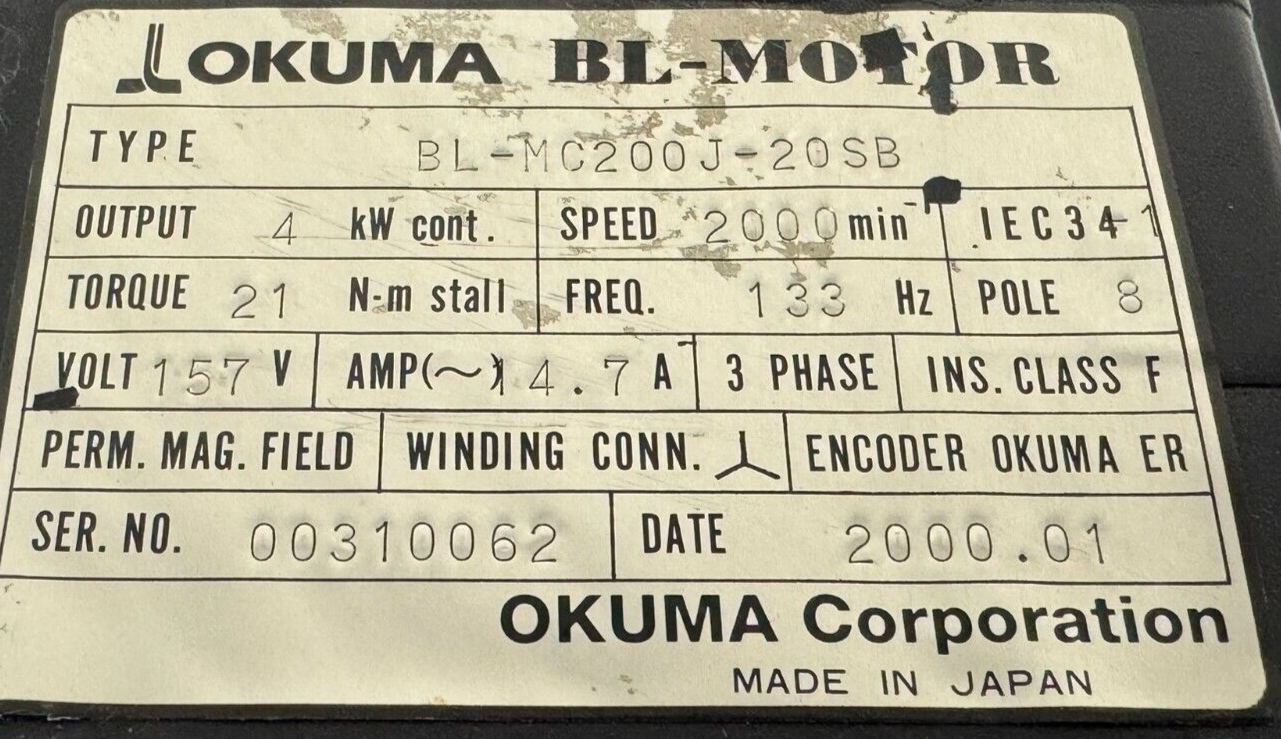 OKUMA BL-MOTOR
TYPE BL-MC200J-20SB
OUTPUT 4 kW cont. SPEED 2000 min⁻¹ IEC34-1
TORQUE 21 N-m stall FREQ. 133 Hz POLE 8
VOLT 157 V AMP(~) 14.7 A 3 PHASE INS. CLASS F
PERM. MAG. FIELD WINDING CONN. ENCODER OKUMA ER
SER. NO. 00310062 DATE 2000.01
OKUMA Corporation
MADE IN JAPAN